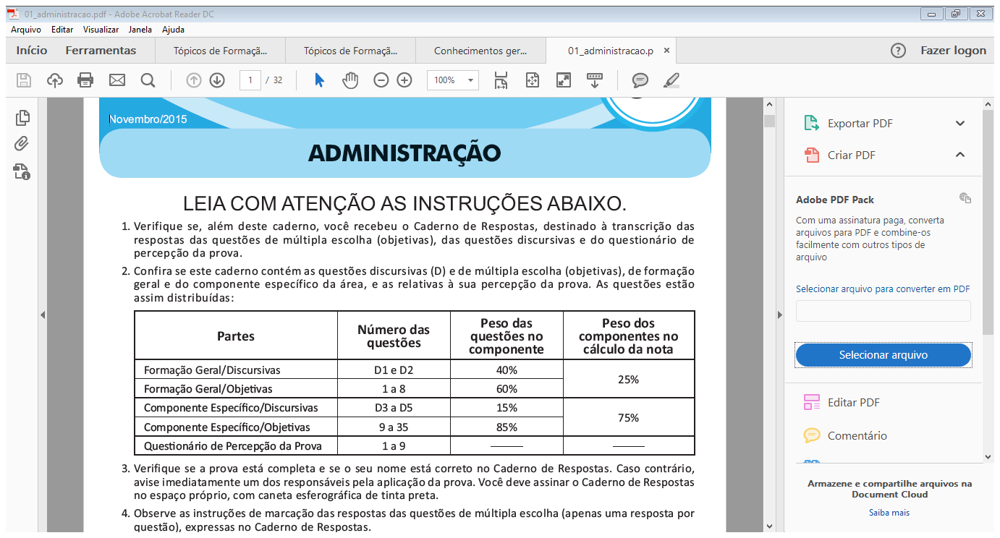 01_administracao.pdf - Adobe Acrobat Reader DC
Arquivo Editar Visualizar Janela Ajuda
Início Ferramentas Tópicos de Formaçã... Tópicos de Formaçã... Conhecimentos ger... 01_administracao.p × Fazer logon
1 / 32 100%
Novembro/2015
ADMINISTRAÇÃO
LEIA COM ATENÇÃO AS INSTRUÇÕES ABAIXO.
1. Verifique se, além deste caderno, você recebeu o Caderno de Respostas, destinado à transcrição das
respostas das questões de múltipla escolha (objetivas), das questões discursivas e do questionário de
percepção da prova.
2. Confira se este caderno contém as questões discursivas (D) e de múltipla escolha (objetivas), de formação
geral e do componente específico da área, e as relativas à sua percepção da prova. As questões estão
assim distribuídas:
Partes
Número das
questões
Peso das
questões no
componente
Peso dos
componentes no
cálculo da nota
Formação Geral/Discursivas D1 e D2 40%
25%
Formação Geral/Objetivas 1 a 8 60%
Componente Específico/Discursivas D3 a D5 15%
75%
Componente Específico/Objetivas 9 a 35 85%
Questionário de Percepção da Prova 1 a 9
3. Verifique se a prova está completa e se o seu nome está correto no Caderno de Respostas. Caso contrário,
avise imediatamente um dos responsáveis pela aplicação da prova. Você deve assinar o Caderno de Respostas
no espaço próprio, com caneta esferográfica de tinta preta.
4. Observe as instruções de marcação das respostas das questões de múltipla escolha (apenas uma resposta por
questão), expressas no Caderno de Respostas.
Exportar PDF
Criar PDF
Adobe PDF Pack
Com uma assinatura paga, converta
arquivos para PDF e combine-os
facilmente com outros tipos de
arquivo
Selecionar arquivo para converter em PDF
Selecionar arquivo
Editar PDF
Comentário
Armazene e compartilhe arquivos na
Document Cloud
Saiba mais